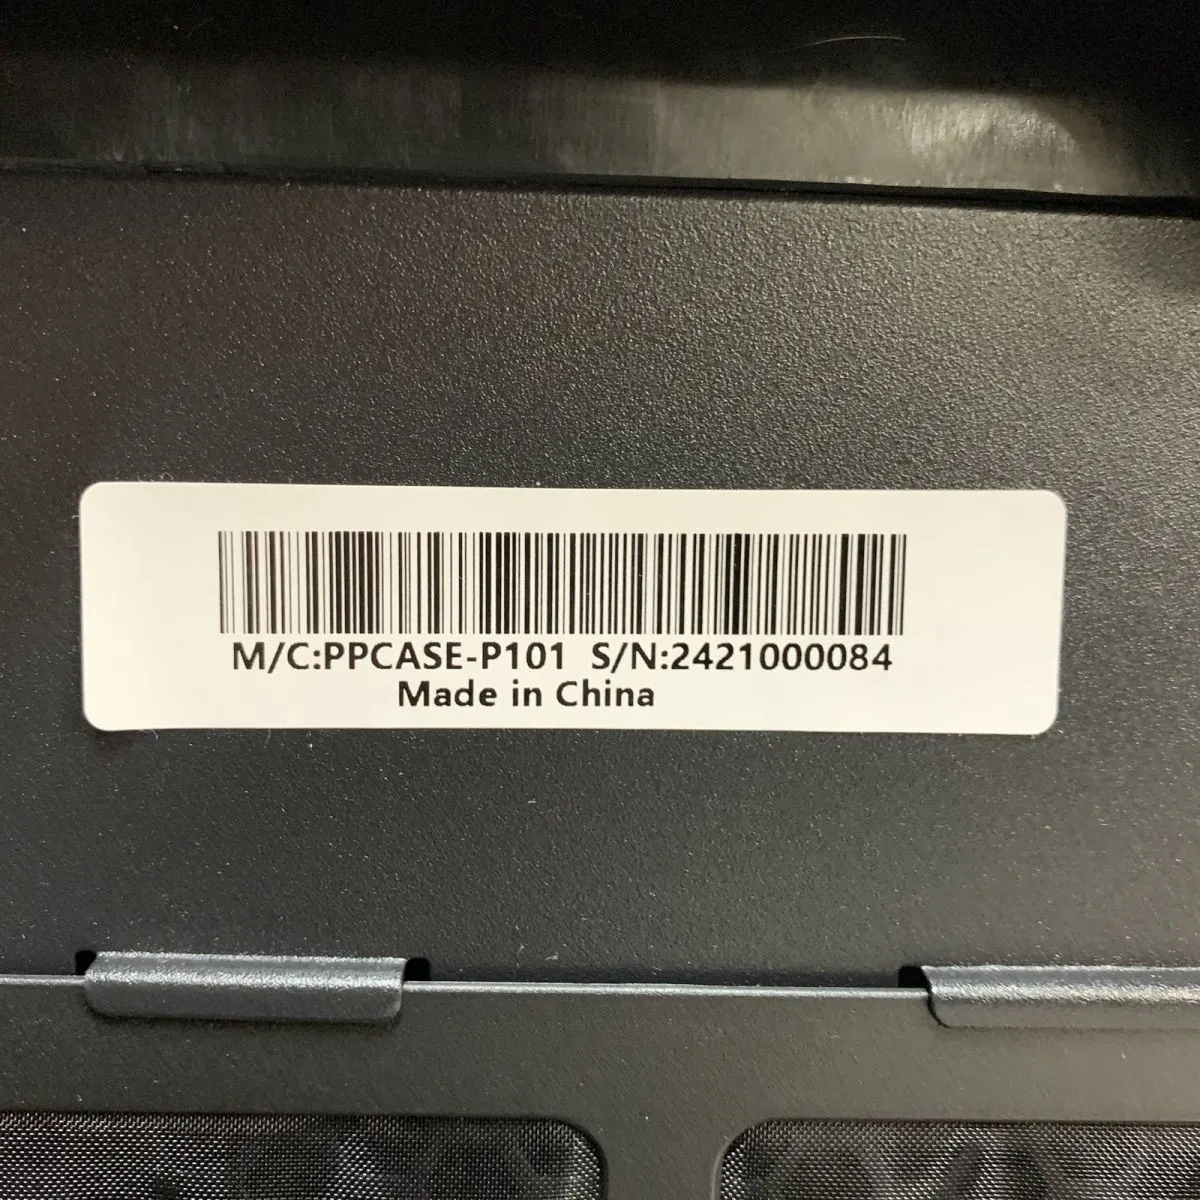 M/C:PPCASE-P101 S/N:2421000084
Made in China